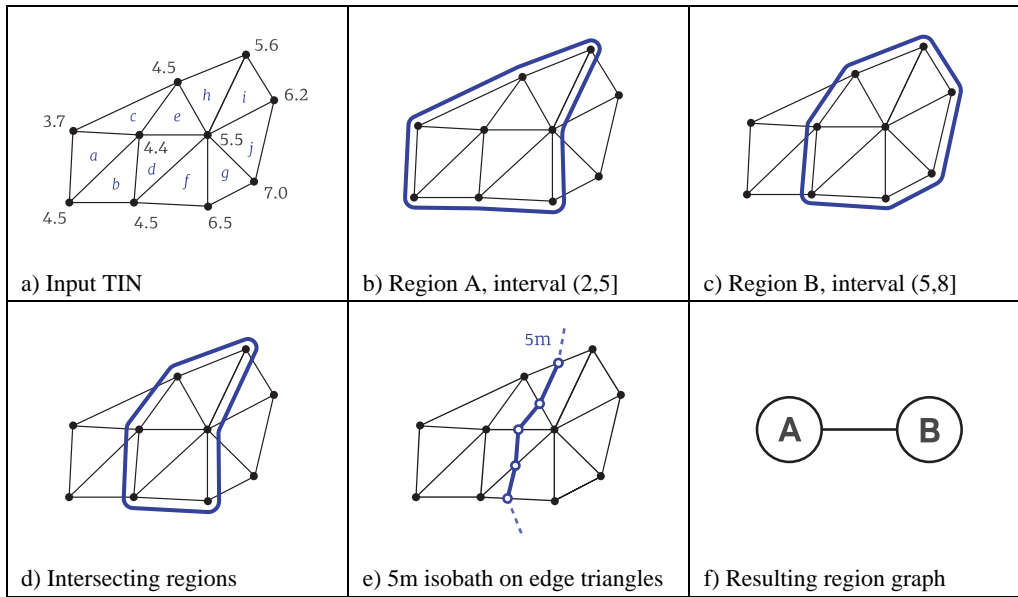 5.6
4.5
h
i
6.2
c
e
3.7
4.4
5.5
a
d
j
b
f
g
7.0
4.5
4.5
6.5
a) Input TIN
b) Region A, interval (2,5]
c) Region B, interval (5,8]
d) Intersecting regions
5m
e) 5m isobath on edge triangles
A
B
f) Resulting region graph